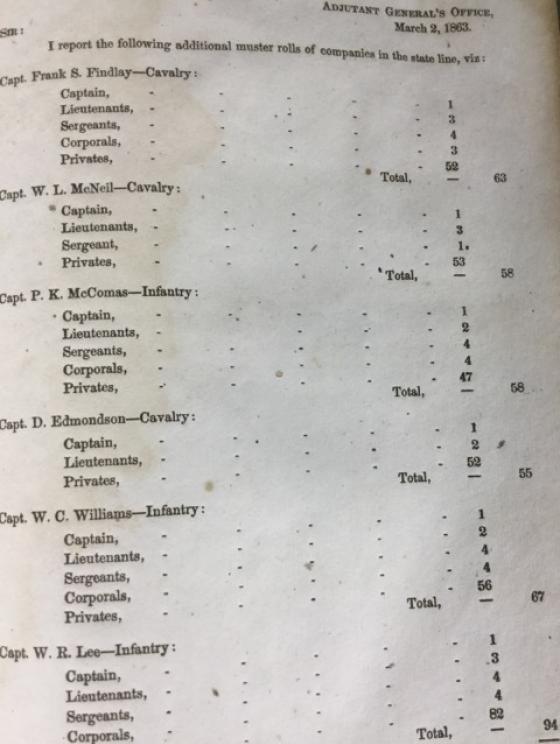 ADJUTANT GENERAL'S OFFICE,
March 2, 1863.
SIR:
I report the following additional muster rolls of companies in the state line, viz:
Capt. Frank S. Findlay—Cavalry:
Captain, - - - - 1
Lieutenants, - - - - 3
Sergeants, - - - - 4
Corporals, - - - - 3
Privates, - - - - 52
Total, — 63
Capt. W. L. McNeil—Cavalry:
Captain, - - - - 1
Lieutenants, - - - - 3
Sergeant, - - - - 1
Privates, - - - - 53
Total, — 58
Capt. P. K. McComas—Infantry:
Captain, - - - - 1
Lieutenants, - - - - 2
Sergeants, - - - - 4
Corporals, - - - - 4
Privates, - - - - 47
Total, — 58
Capt. D. Edmondson—Cavalry:
Captain, - - - - 1
Lieutenants, - - - - 2
Privates, - - - - 52
Total, — 55
Capt. W. C. Williams—Infantry:
Captain, - - - - 1
Lieutenants, - - - - 2
Sergeants, - - - - 4
Corporals, - - - - 4
Privates, - - - - 56
Total, — 67
Capt. W. R. Lee—Infantry:
Captain, - - - - 1
Lieutenants, - - - - 3
Sergeants, - - - - 4
Corporals, - - - - 4
82
Total, — 94